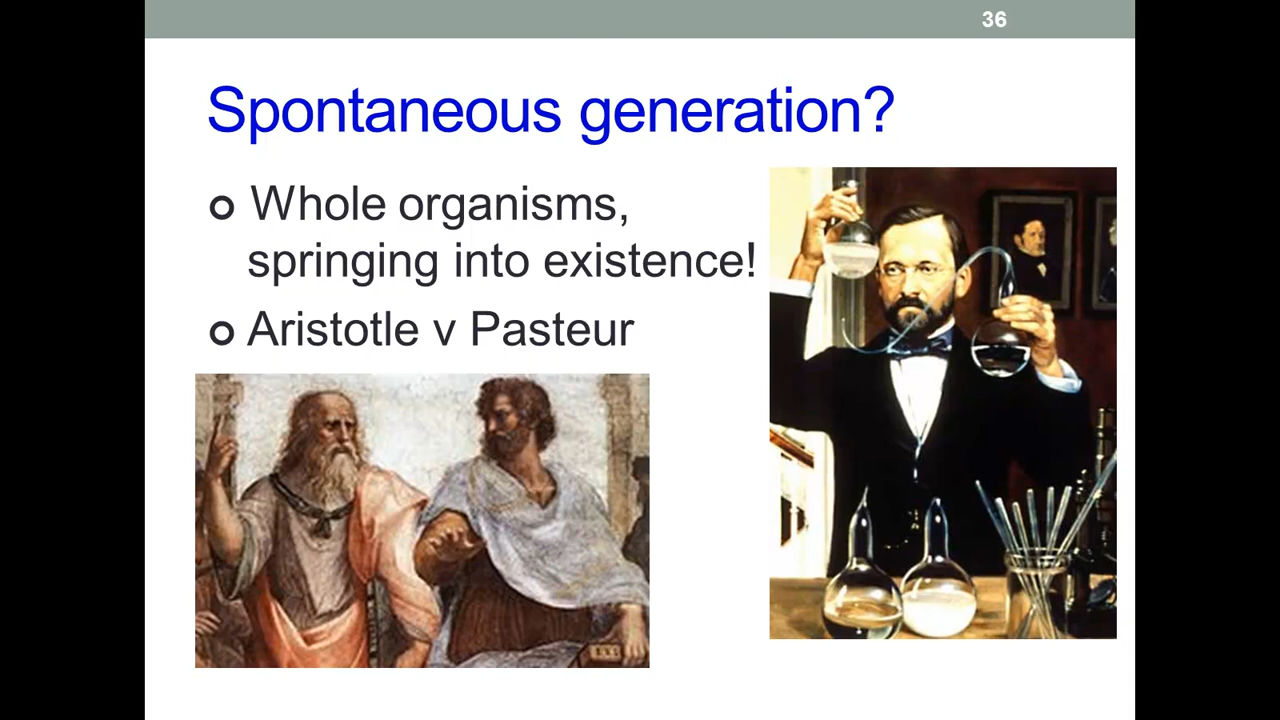 36
Spontaneous generation?
Whole organisms,
springing into existence!
Aristotle v Pasteur